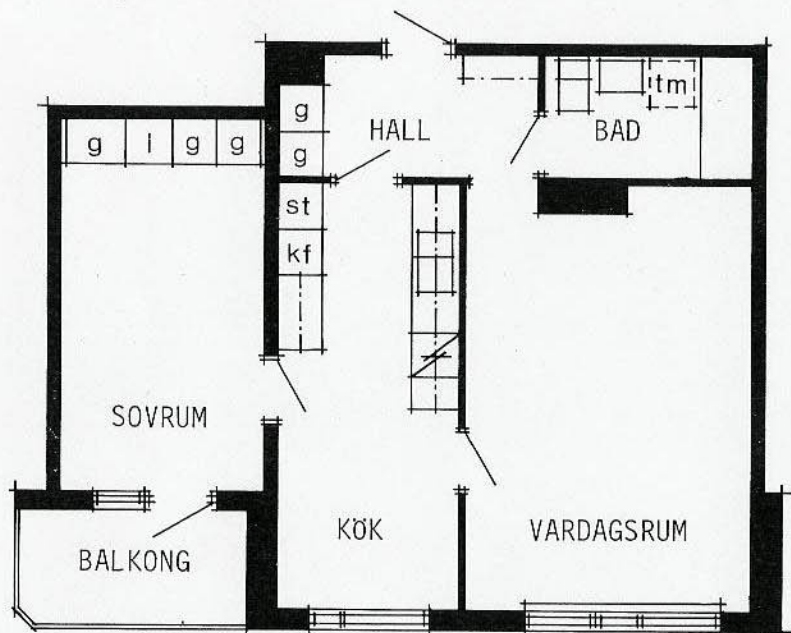 tm
g
HALL
BAD
g l g g
g
st
kf
SOVRUM
KÖK
VARDAGSRUM
BALKONG